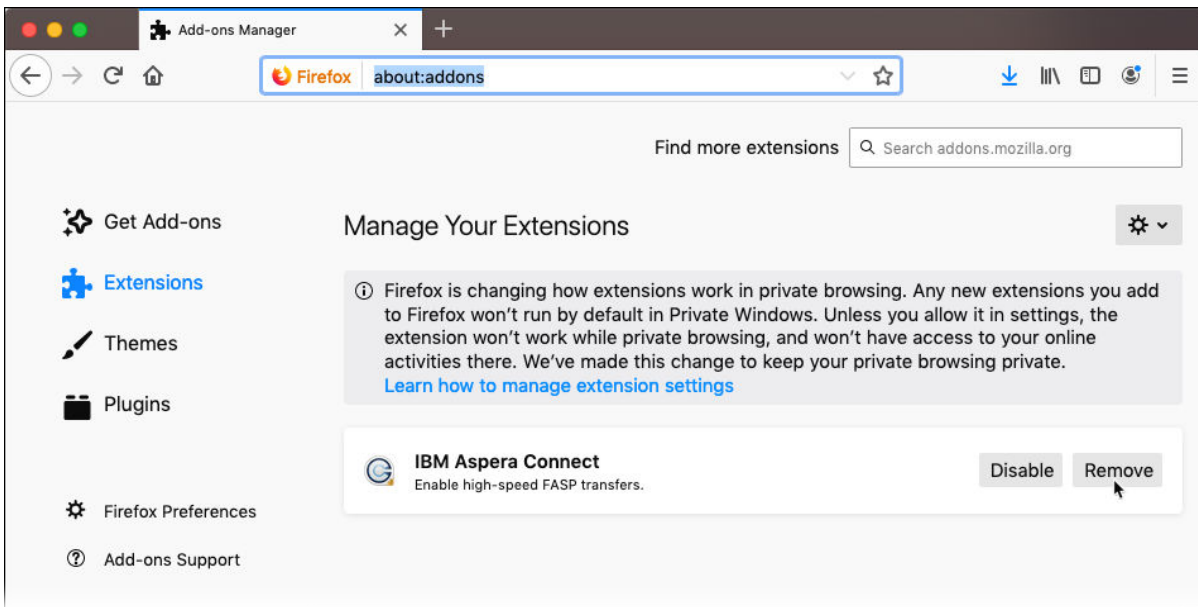 Add-ons Manager
Firefox
about:addons
Find more extensions
Search addons.mozilla.org
Get Add-ons
Extensions
Themes
Plugins
Firefox Preferences
Add-ons Support
Manage Your Extensions
Firefox is changing how extensions work in private browsing. Any new extensions you add
to Firefox won’t run by default in Private Windows. Unless you allow it in settings, the
extension won’t work while private browsing, and won’t have access to your online
activities there. We’ve made this change to keep your private browsing private.
Learn how to manage extension settings
IBM Aspera Connect
Enable high-speed FASP transfers.
Disable
Remove